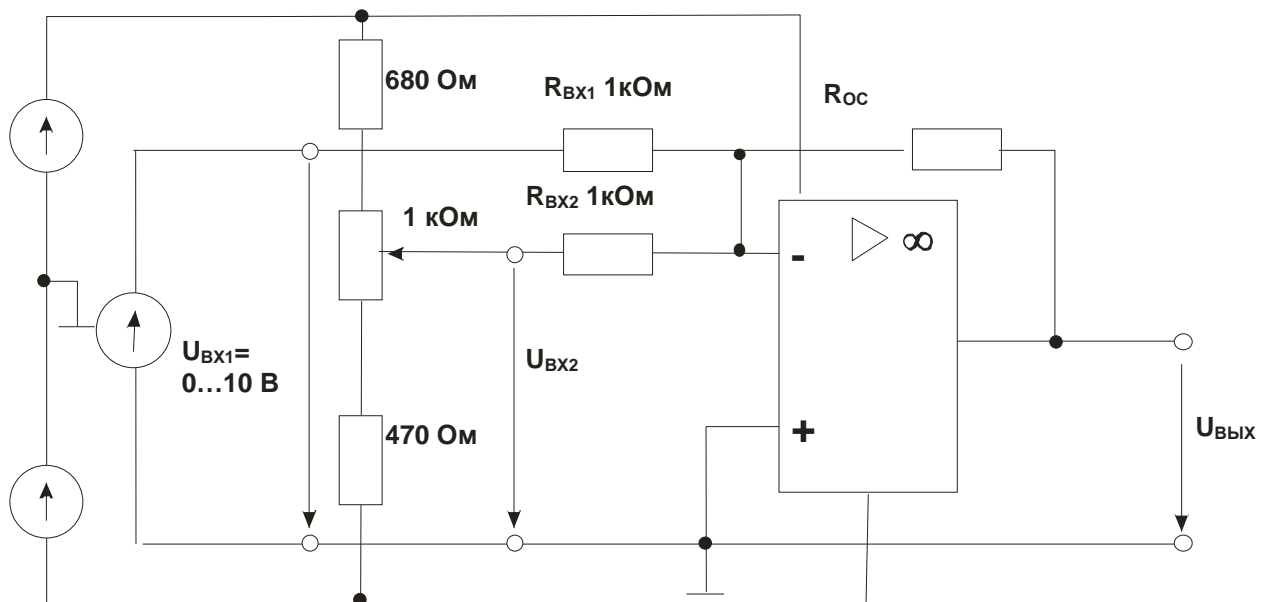 680 Ом
RВХ1 1кОм
RОС
RВХ2 1кОм
1 кОм
- ∞
UВХ1=
0...10 В
UВХ2
470 Ом
+
UВЫХ